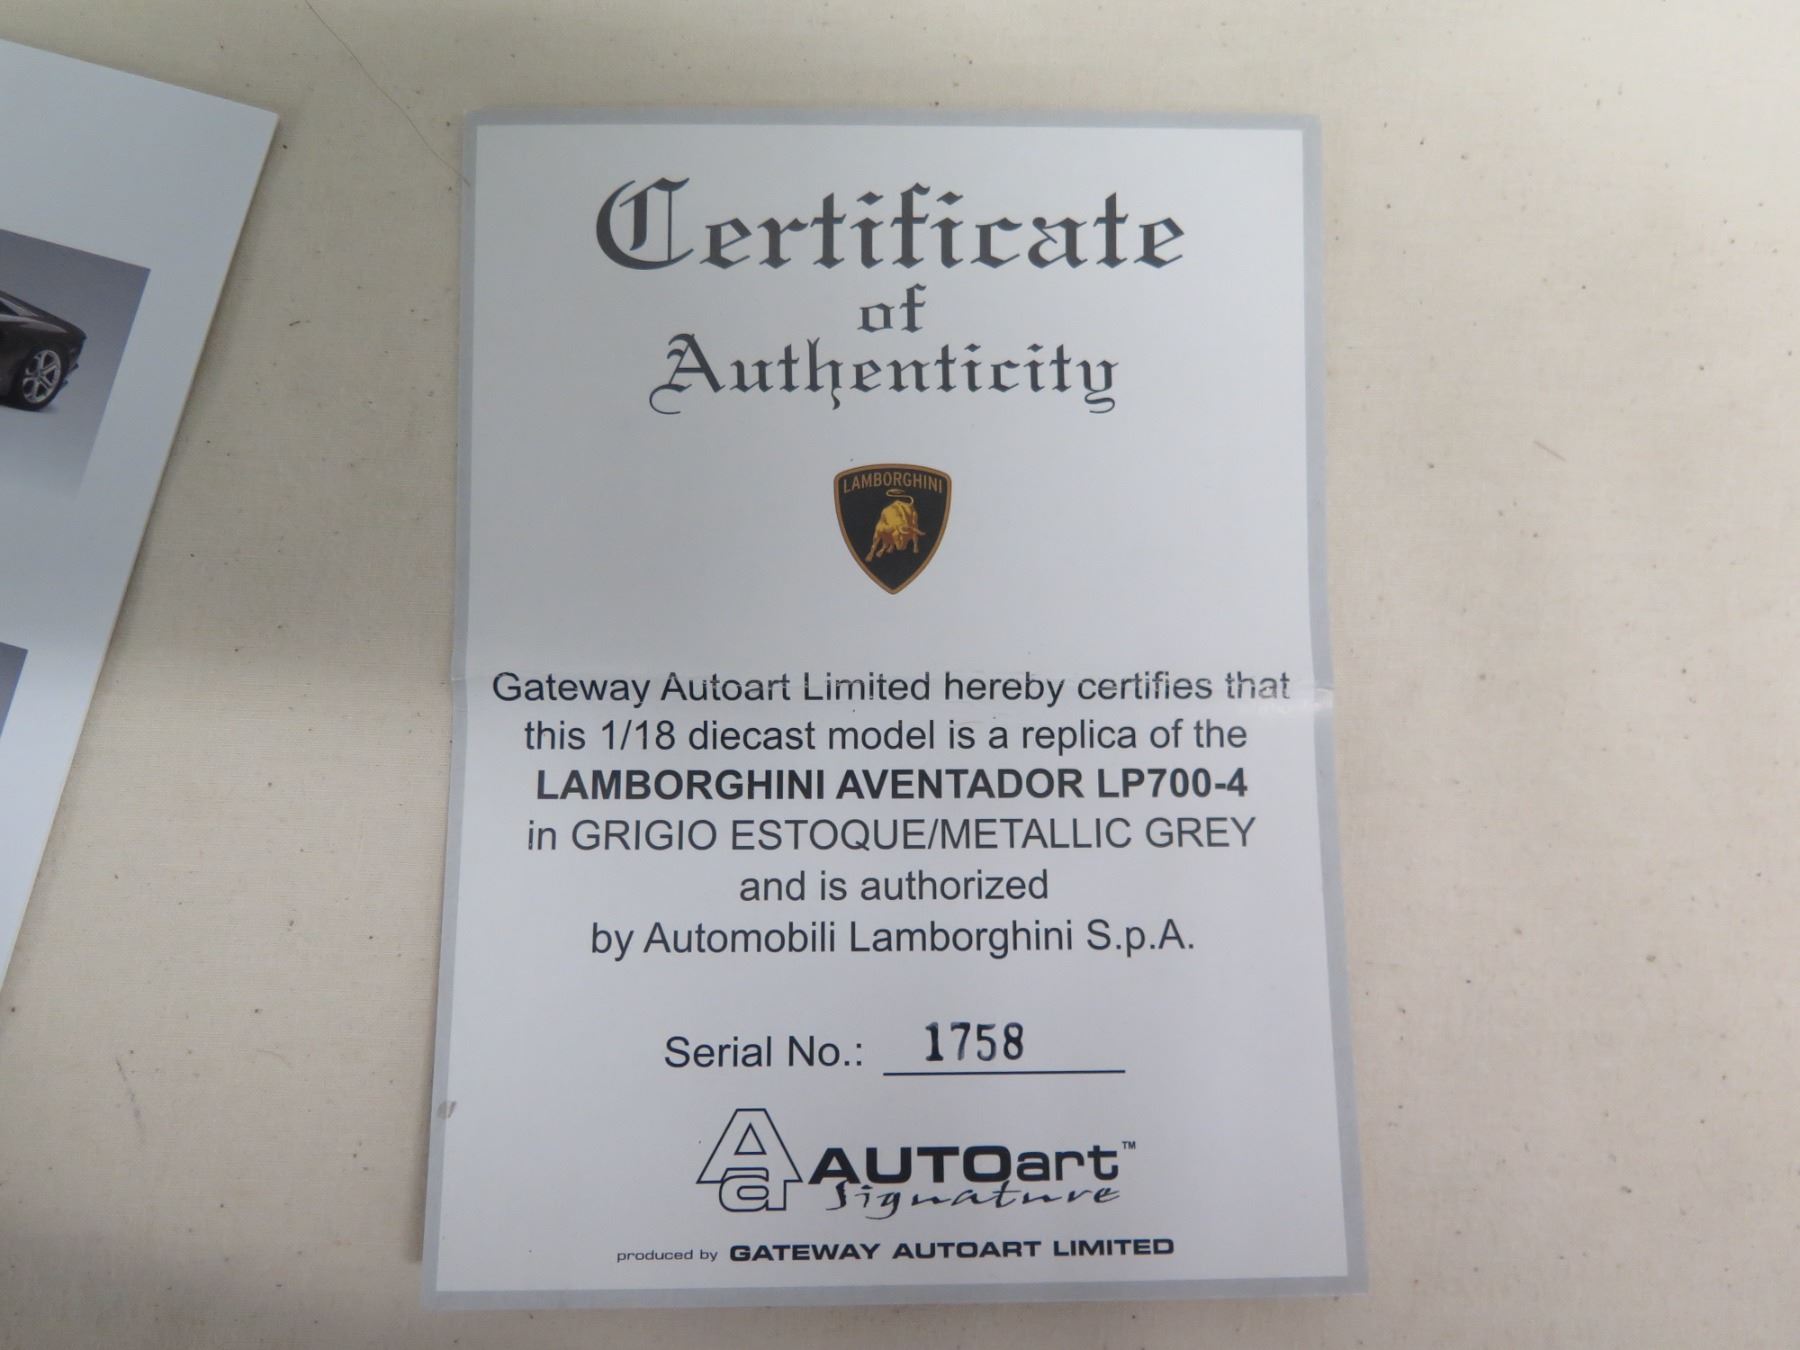 Certificate
of
Authenticity
LAMBORGHINI
Gateway Autoart Limited hereby certifies that
this 1/18 diecast model is a replica of the
LAMBORGHINI AVENTADOR LP700-4
in GRIGIO ESTOQUE/METALLIC GREY
and is authorized
by Automobili Lamborghini S.p.A.
Serial No.: 1758
Aa AUTOart™
Signature
produced by GATEWAY AUTOART LIMITED